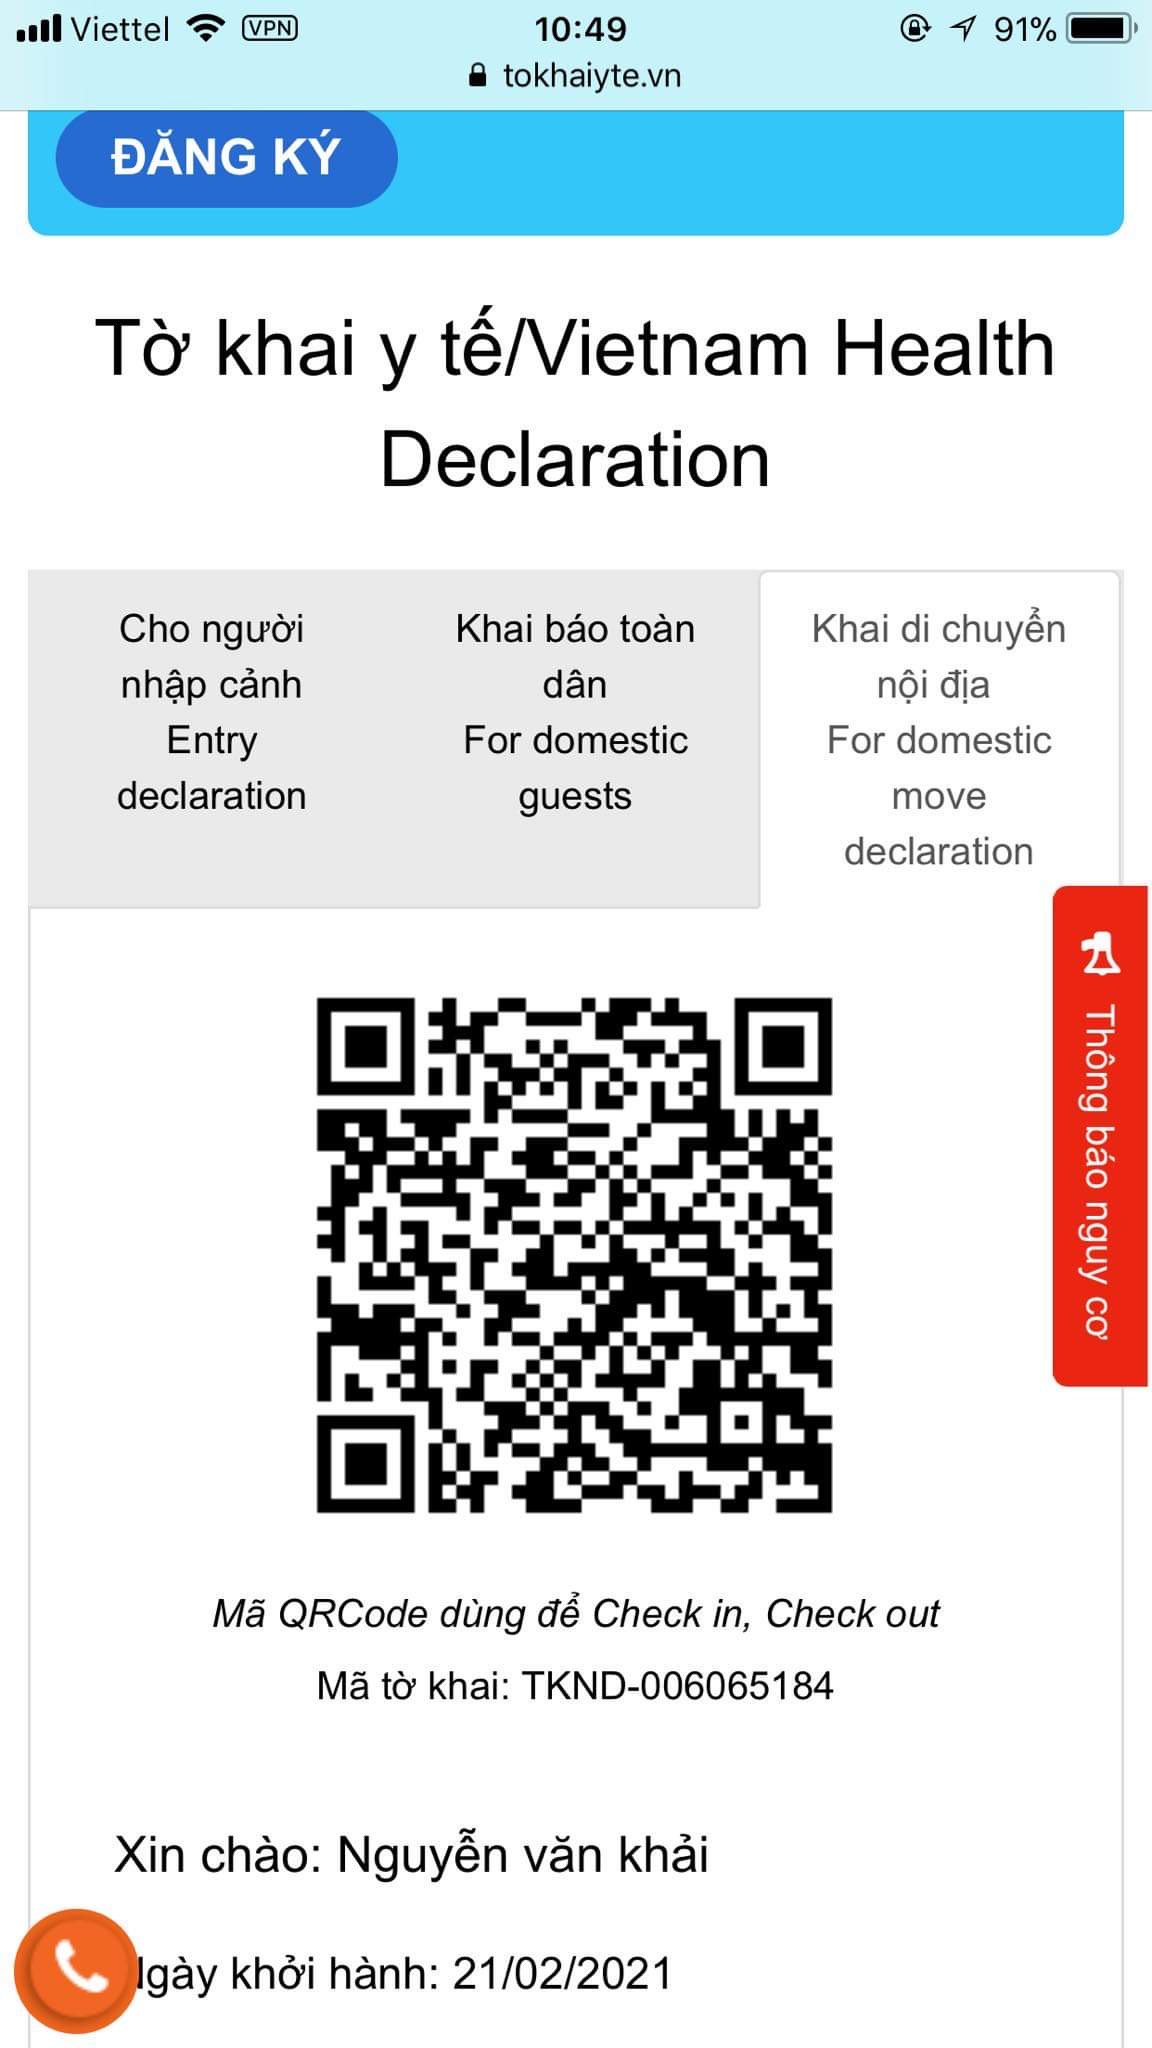 Viettel VPN 10:49 91%
tokhaiyte.vn
ĐĂNG KÝ
Tờ khai y tế/Vietnam Health
Declaration
Cho người
nhập cảnh
Entry
declaration
Khai báo toàn
dân
For domestic
guests
Khai di chuyển
nội địa
For domestic
move
declaration
Thông báo nguy cơ
Mã QRCode dùng để Check in, Check out
Mã tờ khai: TKND-006065184
Xin chào: Nguyễn văn khải
gày khởi hành: 21/02/2021